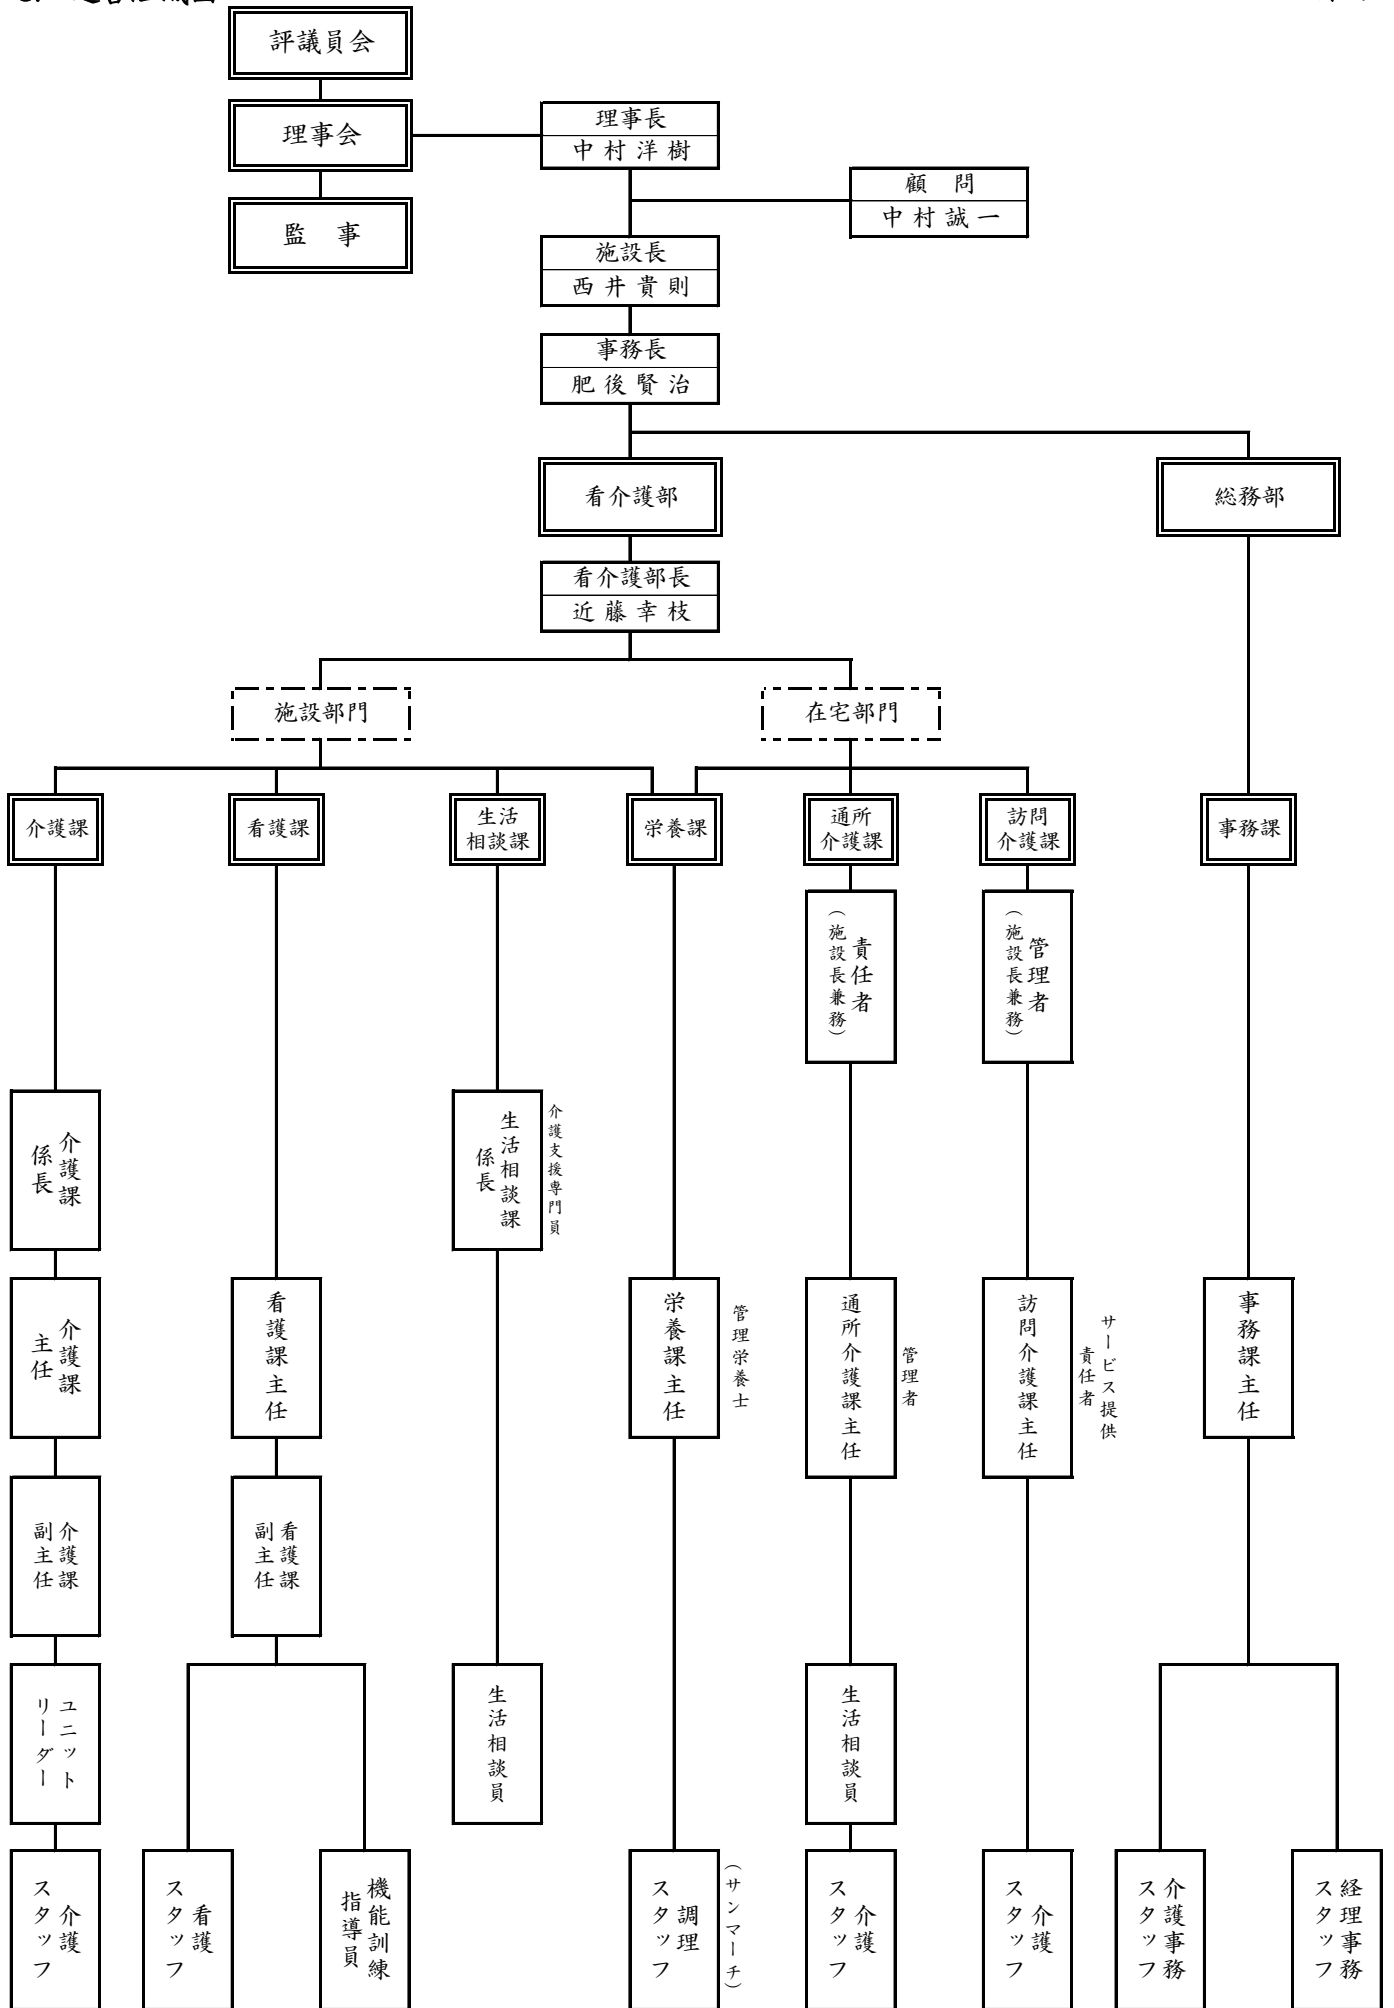 評議員会
理事会
監　事
理事長
中村洋樹
顧　問
中村誠一
施設長
西井貴則
事務長
肥後賢治
看介護部
総務部
看介護部長
近藤幸枝
施設部門
在宅部門
介護課
看護課
生活
相談課
栄養課
通所
介護課
訪問
介護課
事務課
責任者
（施設長兼務）
管理者
（施設長兼務）
介護課
係長
生活相談課
係長
介護支援専門員
介護課
主任
看護課主任
栄養課主任
管理栄養士
通所介護課主任
管理者
訪問介護課主任
サービス提供
責任者
事務課主任
介護課
副主任
看護課
副主任
ユニット
リーダー
生活相談員
生活相談員
介護
スタッフ
看護
スタッフ
機能訓練
指導員
調理
スタッフ
（サンマーチ）
介護
スタッフ
介護
スタッフ
介護事務
スタッフ
経理事務
スタッフ